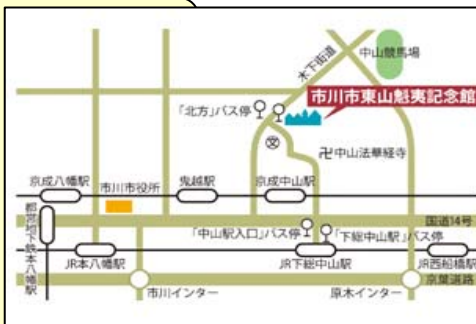 中山競馬場
木下街道
市川市東山魁夷記念館
「北方」バス停
文
卍中山法華経寺
京成八幡駅
市川市役所
鬼越駅
京成中山駅
国道14号
都営地下鉄本八幡駅
「中山駅入口」バス停
「下総中山駅」バス停
JR本八幡駅
JR下総中山駅
JR西船橋駅
京葉道路
市川インター
原木インター